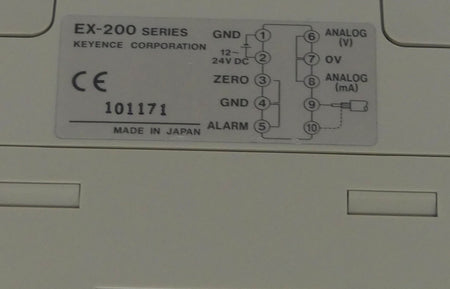 EX-200 SERIES
KEYENCE CORPORATION
CE
101171
MADE IN JAPAN
GND 1
12~
24V DC 2
ZERO 3
GND 4
ALARM 5
6 ANALOG
(V)
7 0V
8 ANALOG
(mA)
9
10